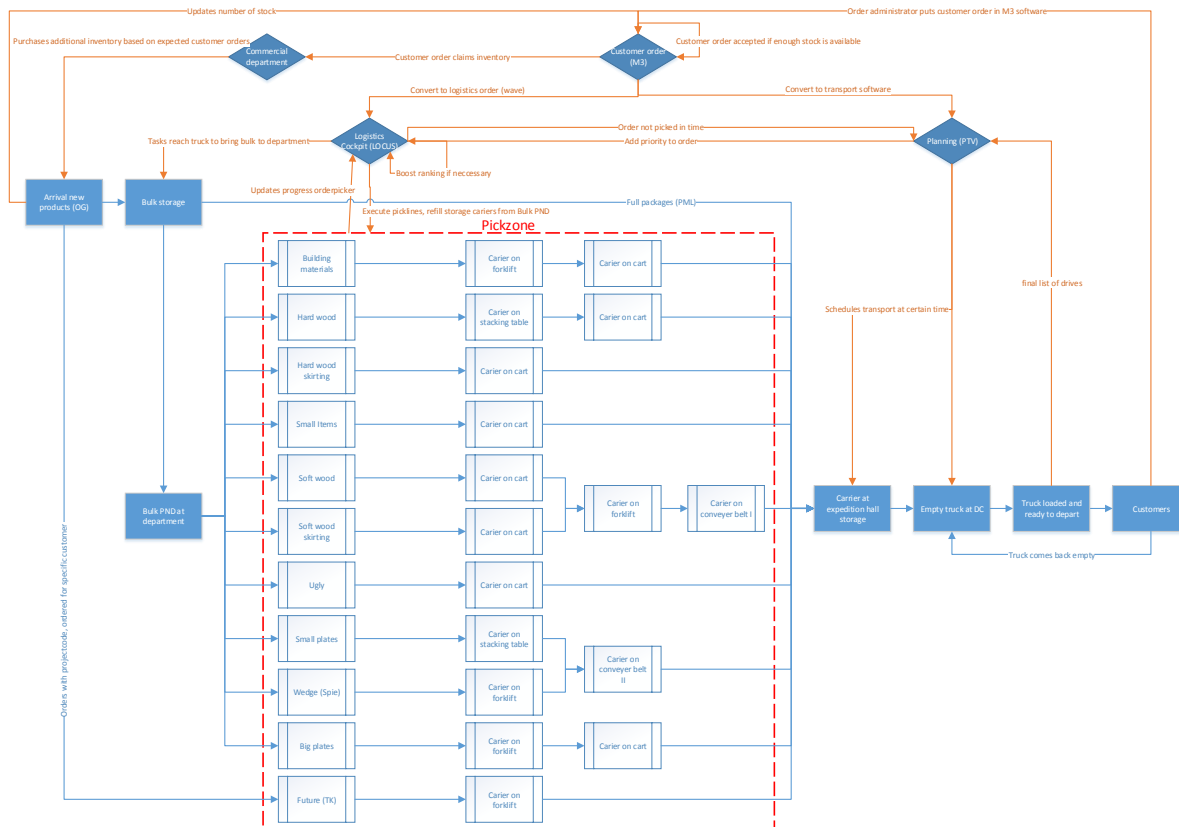 Updates number of stock
Order administrator puts customer order in M3 software
Purchases additional inventory based on expected customer orders
Commercial
department
Customer order claims inventory
Customer order
(M3)
Customer order accepted if enough stock is available
Convert to logistics order (wave)
Convert to transport software
Tasks reach truck to bring bulk to department
Logistics
Cockpit (LOCUS)
Order not picked in time
Add priority to order
Planning (PTV)
Boost ranking if neccessary
Updates progress orderpicker
Arrival new
products (OG)
Bulk storage
Full packages (PML)
Execute picklines, refill storage cariers from Bulk PND
Pickzone
Building
materials
Carier on
forklift
Carier on cart
final list of drives
Hard wood
Carier on
stacking table
Carier on cart
Schedules transport at certain time
Hard wood
skirting
Carier on cart
Small Items
Carier on cart
Soft wood
Carier on cart
Bulk PND at
department
Carier on
forklift
Carier on
conveyer belt I
Carrier at
expedition hall
storage
Empty truck at DC
Truck loaded and
ready to depart
Customers
Soft wood
skirting
Carier on cart
Truck comes back empty
Orders with projectcode, ordered for specific customer
Ugly
Carier on cart
Small plates
Carier on
stacking table
Carier on
conveyer belt
II
Wedge (Spie)
Carier on
forklift
Big plates
Carier on
forklift
Carier on cart
Future (TK)
Carier on
forklift